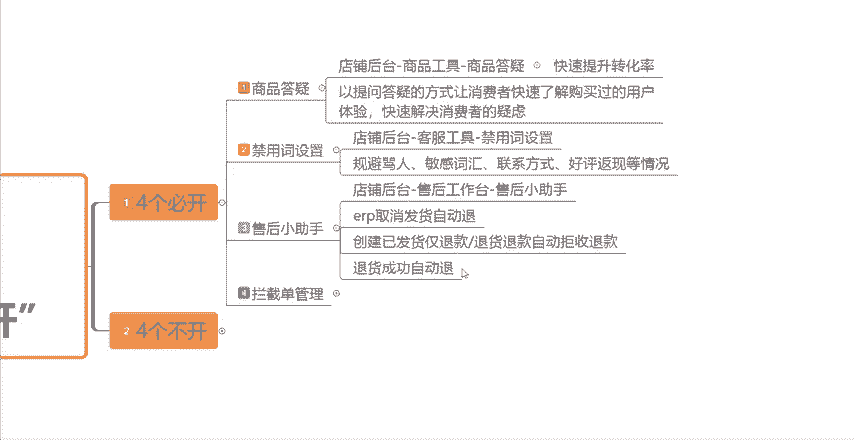 店铺后台-商品工具-商品答疑 快速提升转化率
1 商品答疑
以提问答疑的方式让消费者快速了解购买过的用户
体验，快速解决消费者的疑虑
店铺后台-客服工具-禁用词设置
2 禁用词设置
规避骂人、敏感词汇、联系方式、好评返现等情况
店铺后台-售后工作台-售后小助手
1 4个必开
erp取消发货自动退
3 售后小助手
创建已发货仅退款/退货退款自动拒收退款
退货成功自动退
4 拦截单管理
开”
2 4个不开